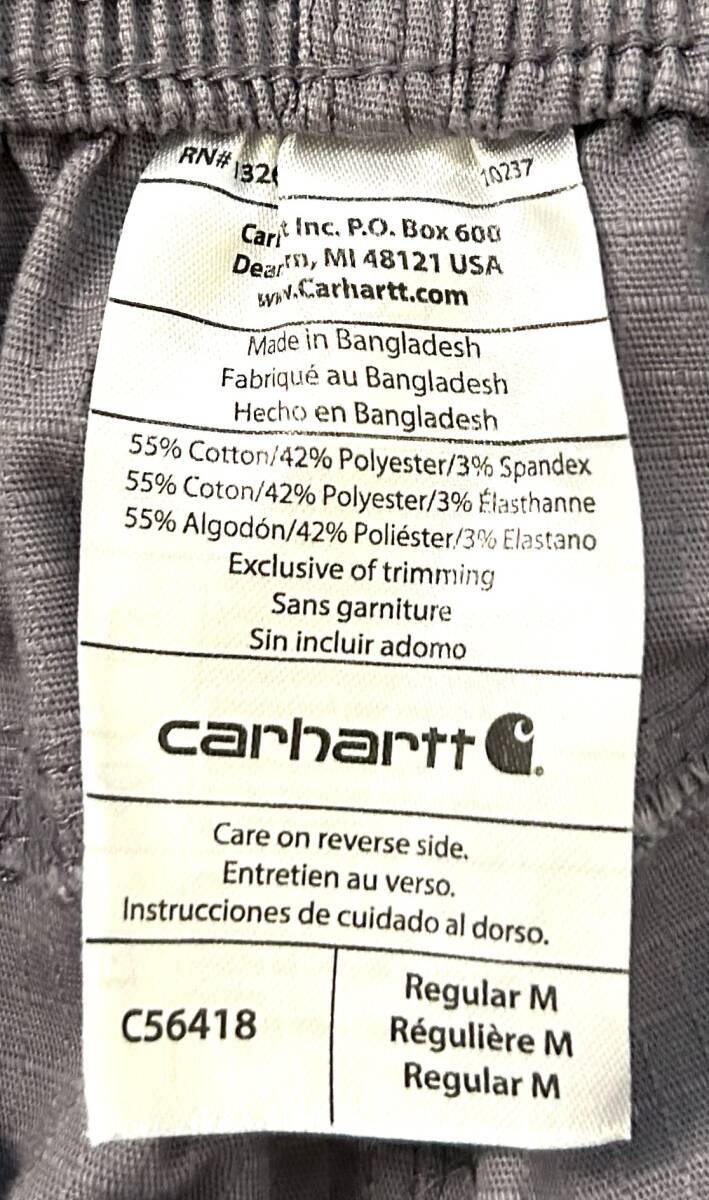 RN# 10237
t Inc. P.O. Box 600
MI 48121 USA
.Carhartt.com
Made in Bangladesh
Fabriqué au Bangladesh
Hecho en Bangladesh
55% Cotton/42% Polyester/3% Spandex
55% Coton/42% Polyester/3% Élasthanne
55% Algodón/42% Poliéster/3% Elastano
Exclusive of trimming
Sans garniture
Sin incluir adorno
carhartt
Care on reverse side.
Entretien au verso.
Instrucciones de cuidado al dorso.
C56418
Regular M
Régulière M
Regular M